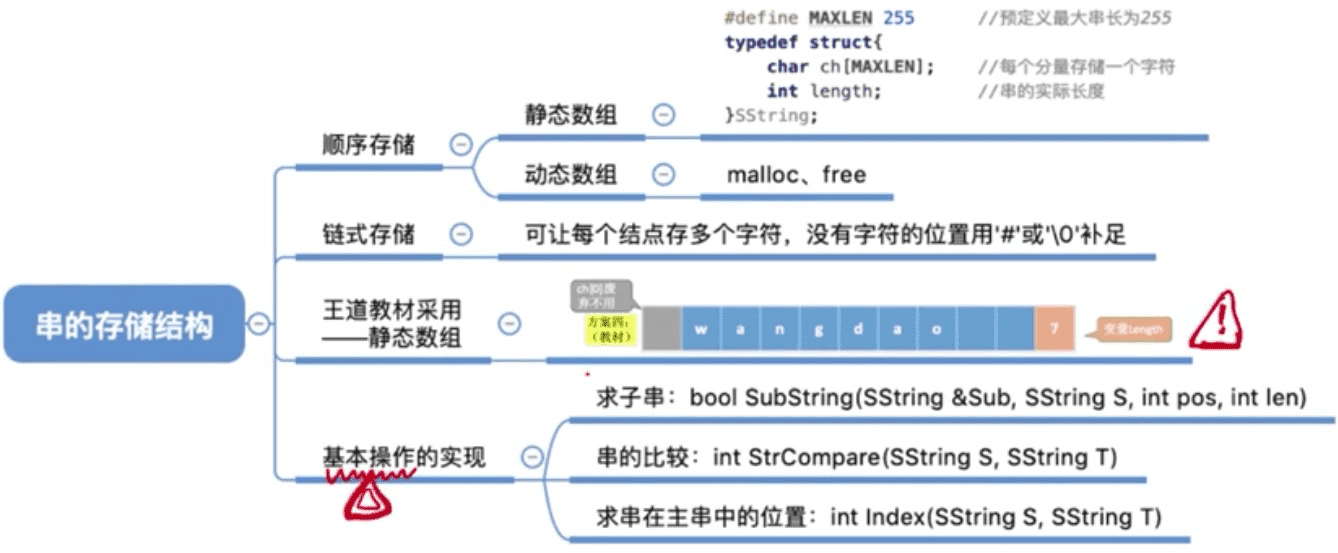 #define MAXLEN 255 //预定义最大串长为255
typedef struct{
char ch[MAXLEN]; //每个分量存储一个字符
int length; //串的实际长度
}SString;
静态数组
顺序存储
动态数组
malloc、free
链式存储
可让每个结点存多个字符，没有字符的位置用'#'或'\0'补足
串的存储结构
王道教材采用
——静态数组
ch[0]废
弃不用
方案四：
（教材）
w a n g d a o 7
变量Length
求子串：bool SubString(SString &Sub, SString S, int pos, int len)
基本操作的实现
串的比较：int StrCompare(SString S, SString T)
求串在主串中的位置：int Index(SString S, SString T)